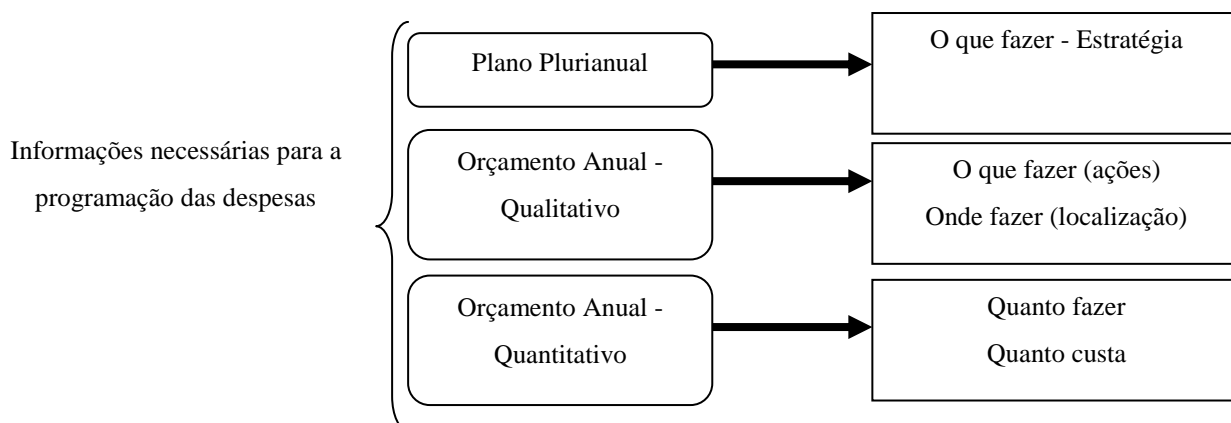 Informações necessárias para a
programação das despesas
Plano Plurianual
O que fazer - Estratégia
Orçamento Anual -
Qualitativo
O que fazer (ações)
Onde fazer (localização)
Orçamento Anual -
Quantitativo
Quanto fazer
Quanto custa